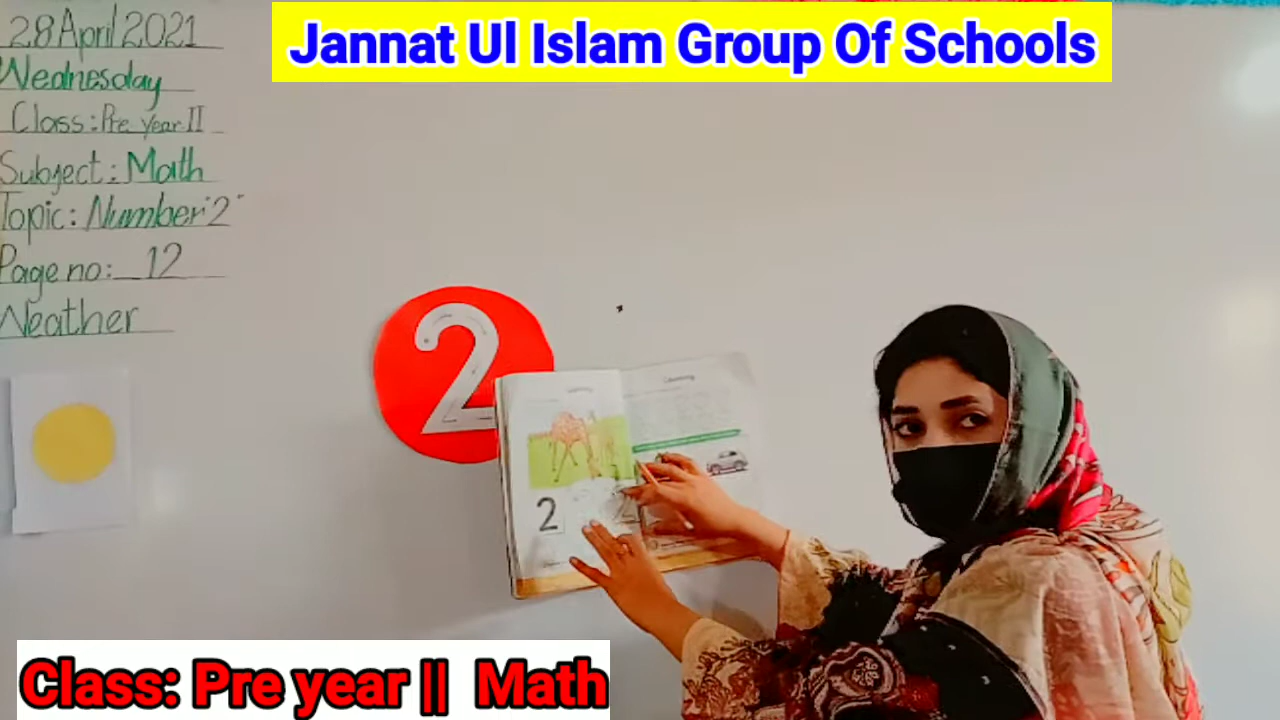 Jannat Ul Islam Group Of Schools
28 April 2021
Wednesday
Class: Pre year II
Subject: Math
Topic: Number "2"
Page no: 12
Weather
2
2
2
Class: Pre year || Math